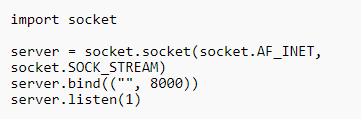 import socket

server = socket.socket(socket.AF_INET,
socket.SOCK_STREAM)
server.bind(("", 8000))
server.listen(1)